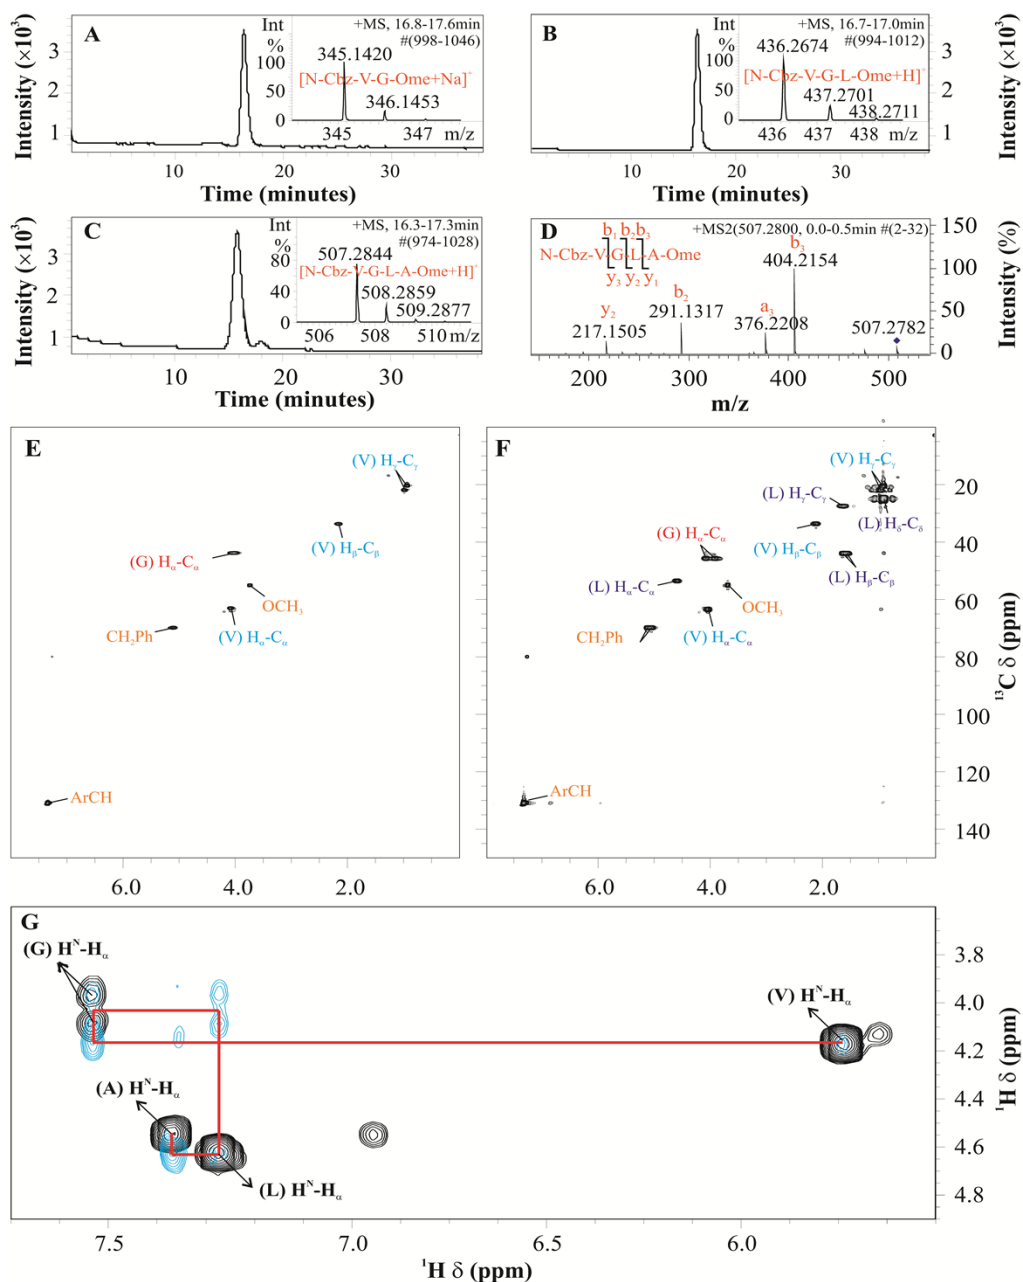 A
Int
%
+MS, 16.8-17.6min
#(998-1046)
345.1420
[N-Cbz-V-G-Ome+Na]⁺
346.1453
100
50
0
345 347 m/z
Intensity (×10³)
3
2
1
10 20 30
Time (minutes)
B
Int
%
+MS, 16.7-17.0min
#(994-1012)
436.2674
[N-Cbz-V-G-L-Ome+H]⁺
437.2701
438.2711
100
50
0
436 437 438 m/z
Intensity (×10³)
3
2
1
10 20 30
Time (minutes)
C
Int
%
+MS, 16.3-17.3min
#(974-1028)
507.2844
[N-Cbz-V-G-L-A-Ome+H]⁺
508.2859
509.2877
80
40
0
506 508 510 m/z
Intensity (×10³)
3
2
1
10 20 30
Time (minutes)
D
b₁ b₂ b₃
N-Cbz-V-G-L-A-Ome
y₃ y₂ y₁
+MS2(507.2800, 0.0-0.5min #(2-32)
b₃
404.2154
b₂
291.1317
a₃
376.2208
y₂
217.1505
507.2782
150
100
50
0
Intensity (%)
200 300 400 500
m/z
E
(V) Hγ-Cγ
(V) Hβ-Cβ
(G) Hα-Cα
OCH₃
CH₂Ph
(V) Hα-Cα
ArCH
6.0 4.0 2.0
F
(V) Hγ-Cγ
(L) Hγ-Cγ
(L) Hδ-Cδ
(G) Hα-Cα
(V) Hβ-Cβ
(L) Hβ-Cβ
(L) Hα-Cα
OCH₃
CH₂Ph
(V) Hα-Cα
ArCH
20
40
60
80
100
120
140
¹³C δ (ppm)
6.0 4.0 2.0
G
(G) Hᴺ-Hα
(V) Hᴺ-Hα
(A) Hᴺ-Hα
(L) Hᴺ-Hα
3.8
4.0
4.2
4.4
4.6
4.8
¹H δ (ppm)
7.5 7.0 6.5 6.0
¹H δ (ppm)